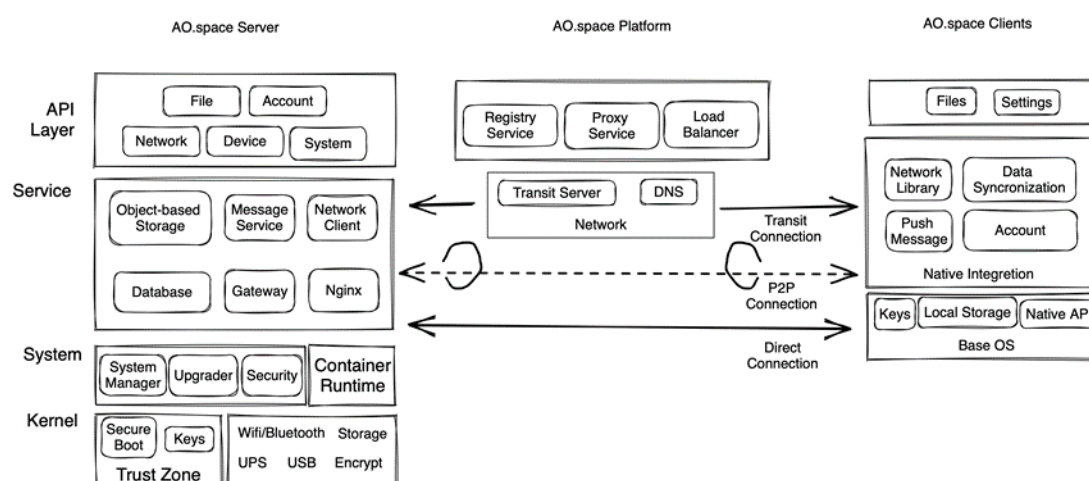 AO.space Server
AO.space Platform
AO.space Clients
API
Layer
File
Account
Network
Device
System
Registry
Service
Proxy
Service
Load
Balancer
Files
Settings
Service
Object-based
Storage
Message
Service
Network
Client
Database
Gateway
Nginx
Transit Server
DNS
Network
Transit
Connection
P2P
Connection
Direct
Connection
Network
Library
Data
Syncronization
Push
Message
Account
Native Integretion
Keys
Local Storage
Native AP
Base OS
System
System
Manager
Upgrader
Security
Container
Runtime
Kernel
Secure
Boot
Keys
Trust Zone
Wifi/Bluetooth
Storage
UPS
USB
Encrypt